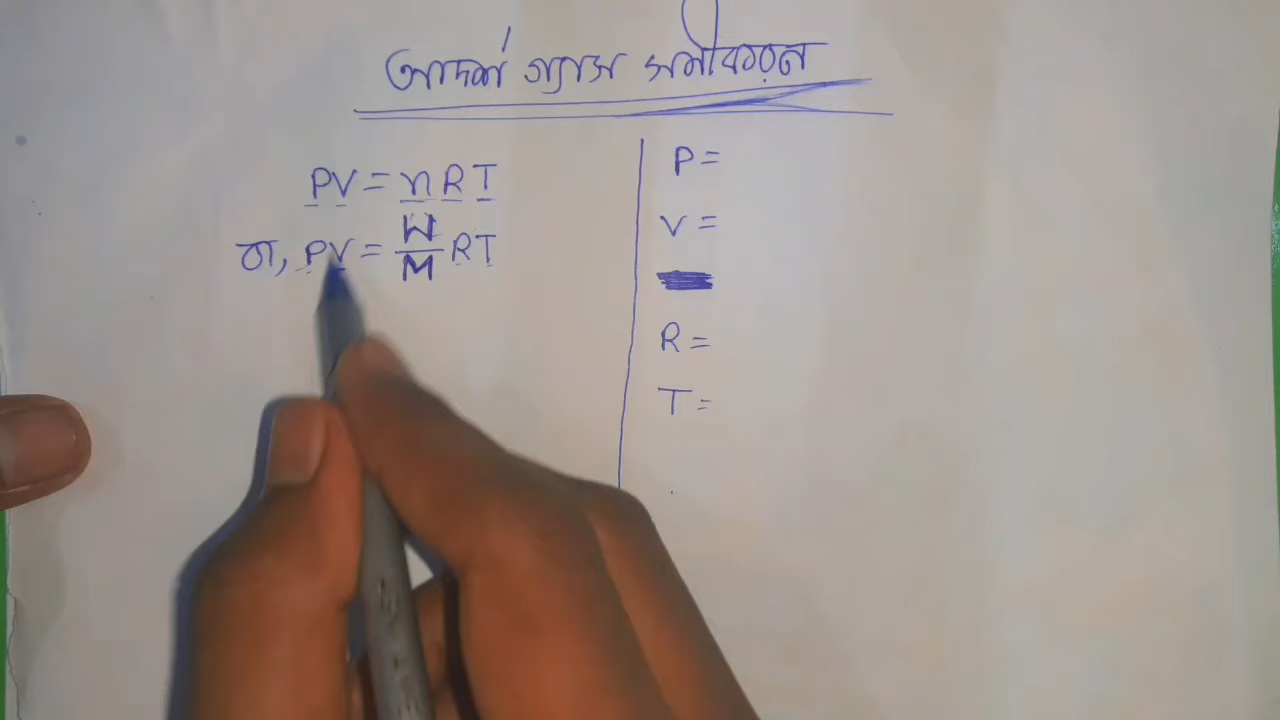 আদর্শ গ্যাস সমীকরণ
PV = nRT
বা, PV = W/M RT
P =
V =
R =
T =